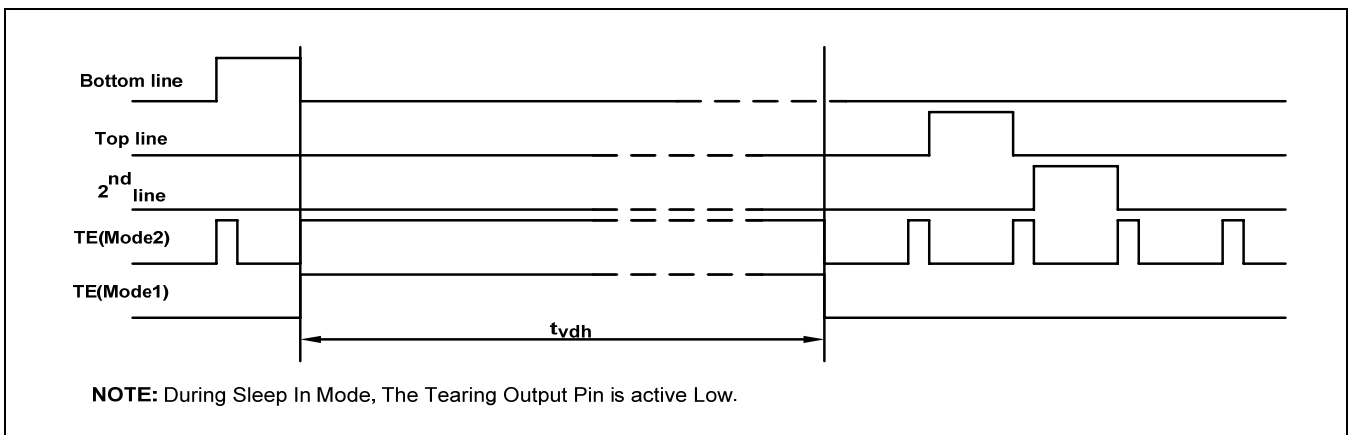 Bottom line
Top line
2nd line
TE(Mode2)
TE(Mode1)
tvdh
NOTE: During Sleep In Mode, The Tearing Output Pin is active Low.